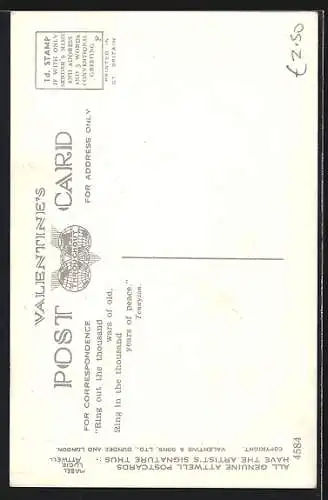 VALENTINE'S
POST CARD
THROUGHOUT
FOR CORRESPONDENCE
FOR ADDRESS ONLY
1d. STAMP
IF WITH ONLY
SENDER'S NAME
AND ADDRESS
AND 5 WORDS
CONVENTIONAL
GREETING
PRINTED IN
GT. BRITAIN
£2.50
"Ring out the thousand
wars of old,
Ring in the thousand
years of peace."
Tennyson.
4584
COPYRIGHT. VALENTINE & SONS, LTD., DUNDEE AND LONDON.
ALL GENUINE ATTWELL POSTCARDS
HAVE THE ARTIST'S SIGNATURE THUS ::
MABEL
LUCIE
ATTWELL